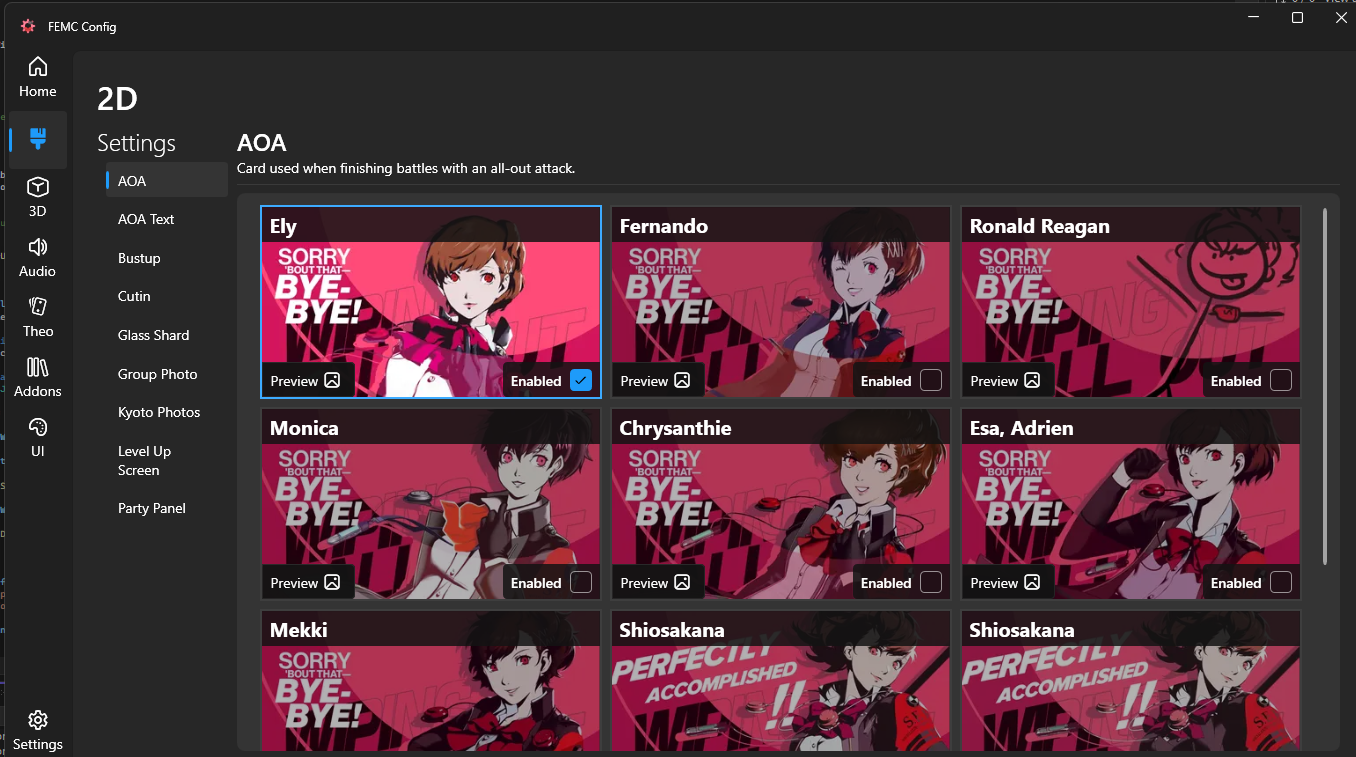 FEMC Config
Home
3D
Audio
Theo
Addons
UI
Settings
2D
Settings
AOA
AOA Text
Bustup
Cutin
Glass Shard
Group Photo
Kyoto Photos
Level Up
Screen
Party Panel
AOA
Card used when finishing battles with an all-out attack.
Ely
SORRY
'BOUT THAT—
BYE-
BYE!
Preview
Enabled
Fernando
SORRY
'BOUT THAT—
BYE-
BYE!
Preview
Enabled
Ronald Reagan
SORRY
'BOUT THAT—
BYE-
BYE!
Preview
Enabled
Monica
SORRY
'BOUT THAT—
BYE-
BYE!
Preview
Enabled
Chrysanthie
SORRY
'BOUT THAT—
BYE-
BYE!
Preview
Enabled
Esa, Adrien
SORRY
'BOUT THAT—
BYE-
BYE!
Preview
Enabled
Mekki
SORRY
'BOUT THAT—
BYE-
BYE!
Shiosakana
PERFECTLY
ACCOMPLISHED
!!
Shiosakana
PERFECTLY
ACCOMPLISHED
!!